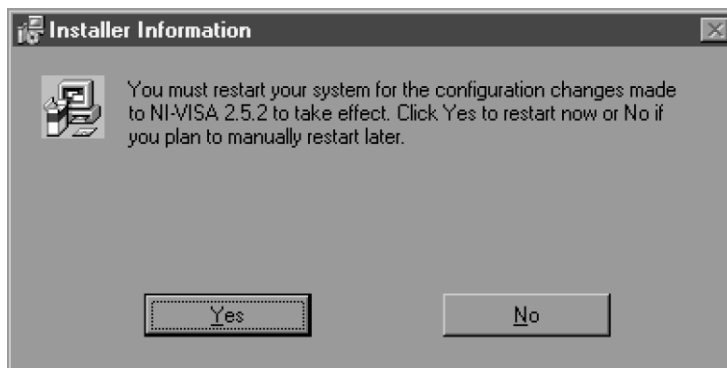 Installer Information
You must restart your system for the configuration changes made
to NI-VISA 2.5.2 to take effect. Click Yes to restart now or No if
you plan to manually restart later.
Yes
No